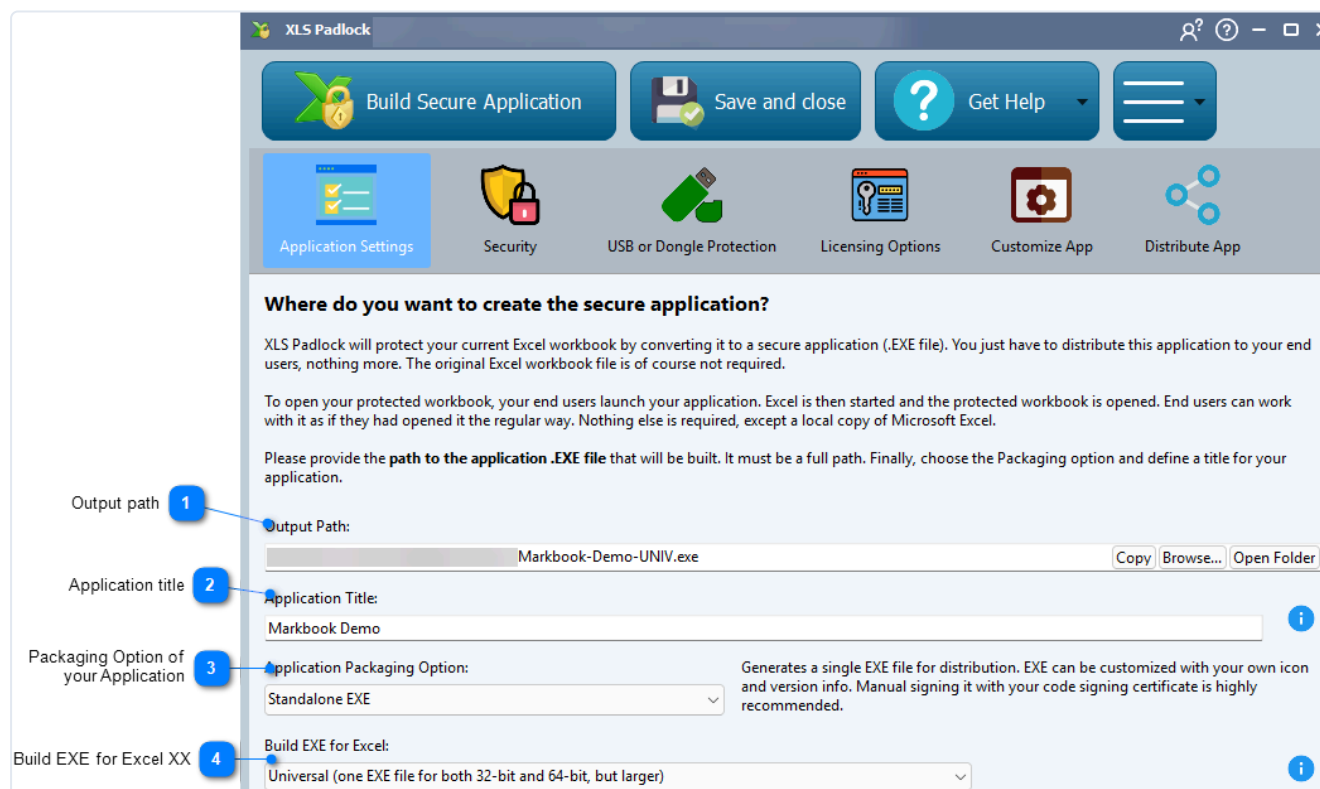 XLS Padlock
Build Secure Application
Save and close
Get Help
Application Settings
Security
USB or Dongle Protection
Licensing Options
Customize App
Distribute App
Where do you want to create the secure application?
XLS Padlock will protect your current Excel workbook by converting it to a secure application (.EXE file). You just have to distribute this application to your end
users, nothing more. The original Excel workbook file is of course not required.
To open your protected workbook, your end users launch your application. Excel is then started and the protected workbook is opened. End users can work
with it as if they had opened it the regular way. Nothing else is required, except a local copy of Microsoft Excel.
Please provide the path to the application .EXE file that will be built. It must be a full path. Finally, choose the Packaging option and define a title for your
application.
Output path 1
Output Path:
Markbook-Demo-UNIV.exe
Copy Browse... Open Folder
Application title 2
Application Title:
Markbook Demo
Packaging Option of
your Application 3
Application Packaging Option:
Standalone EXE
Generates a single EXE file for distribution. EXE can be customized with your own icon
and version info. Manual signing it with your code signing certificate is highly
recommended.
Build EXE for Excel XX 4
Build EXE for Excel:
Universal (one EXE file for both 32-bit and 64-bit, but larger)